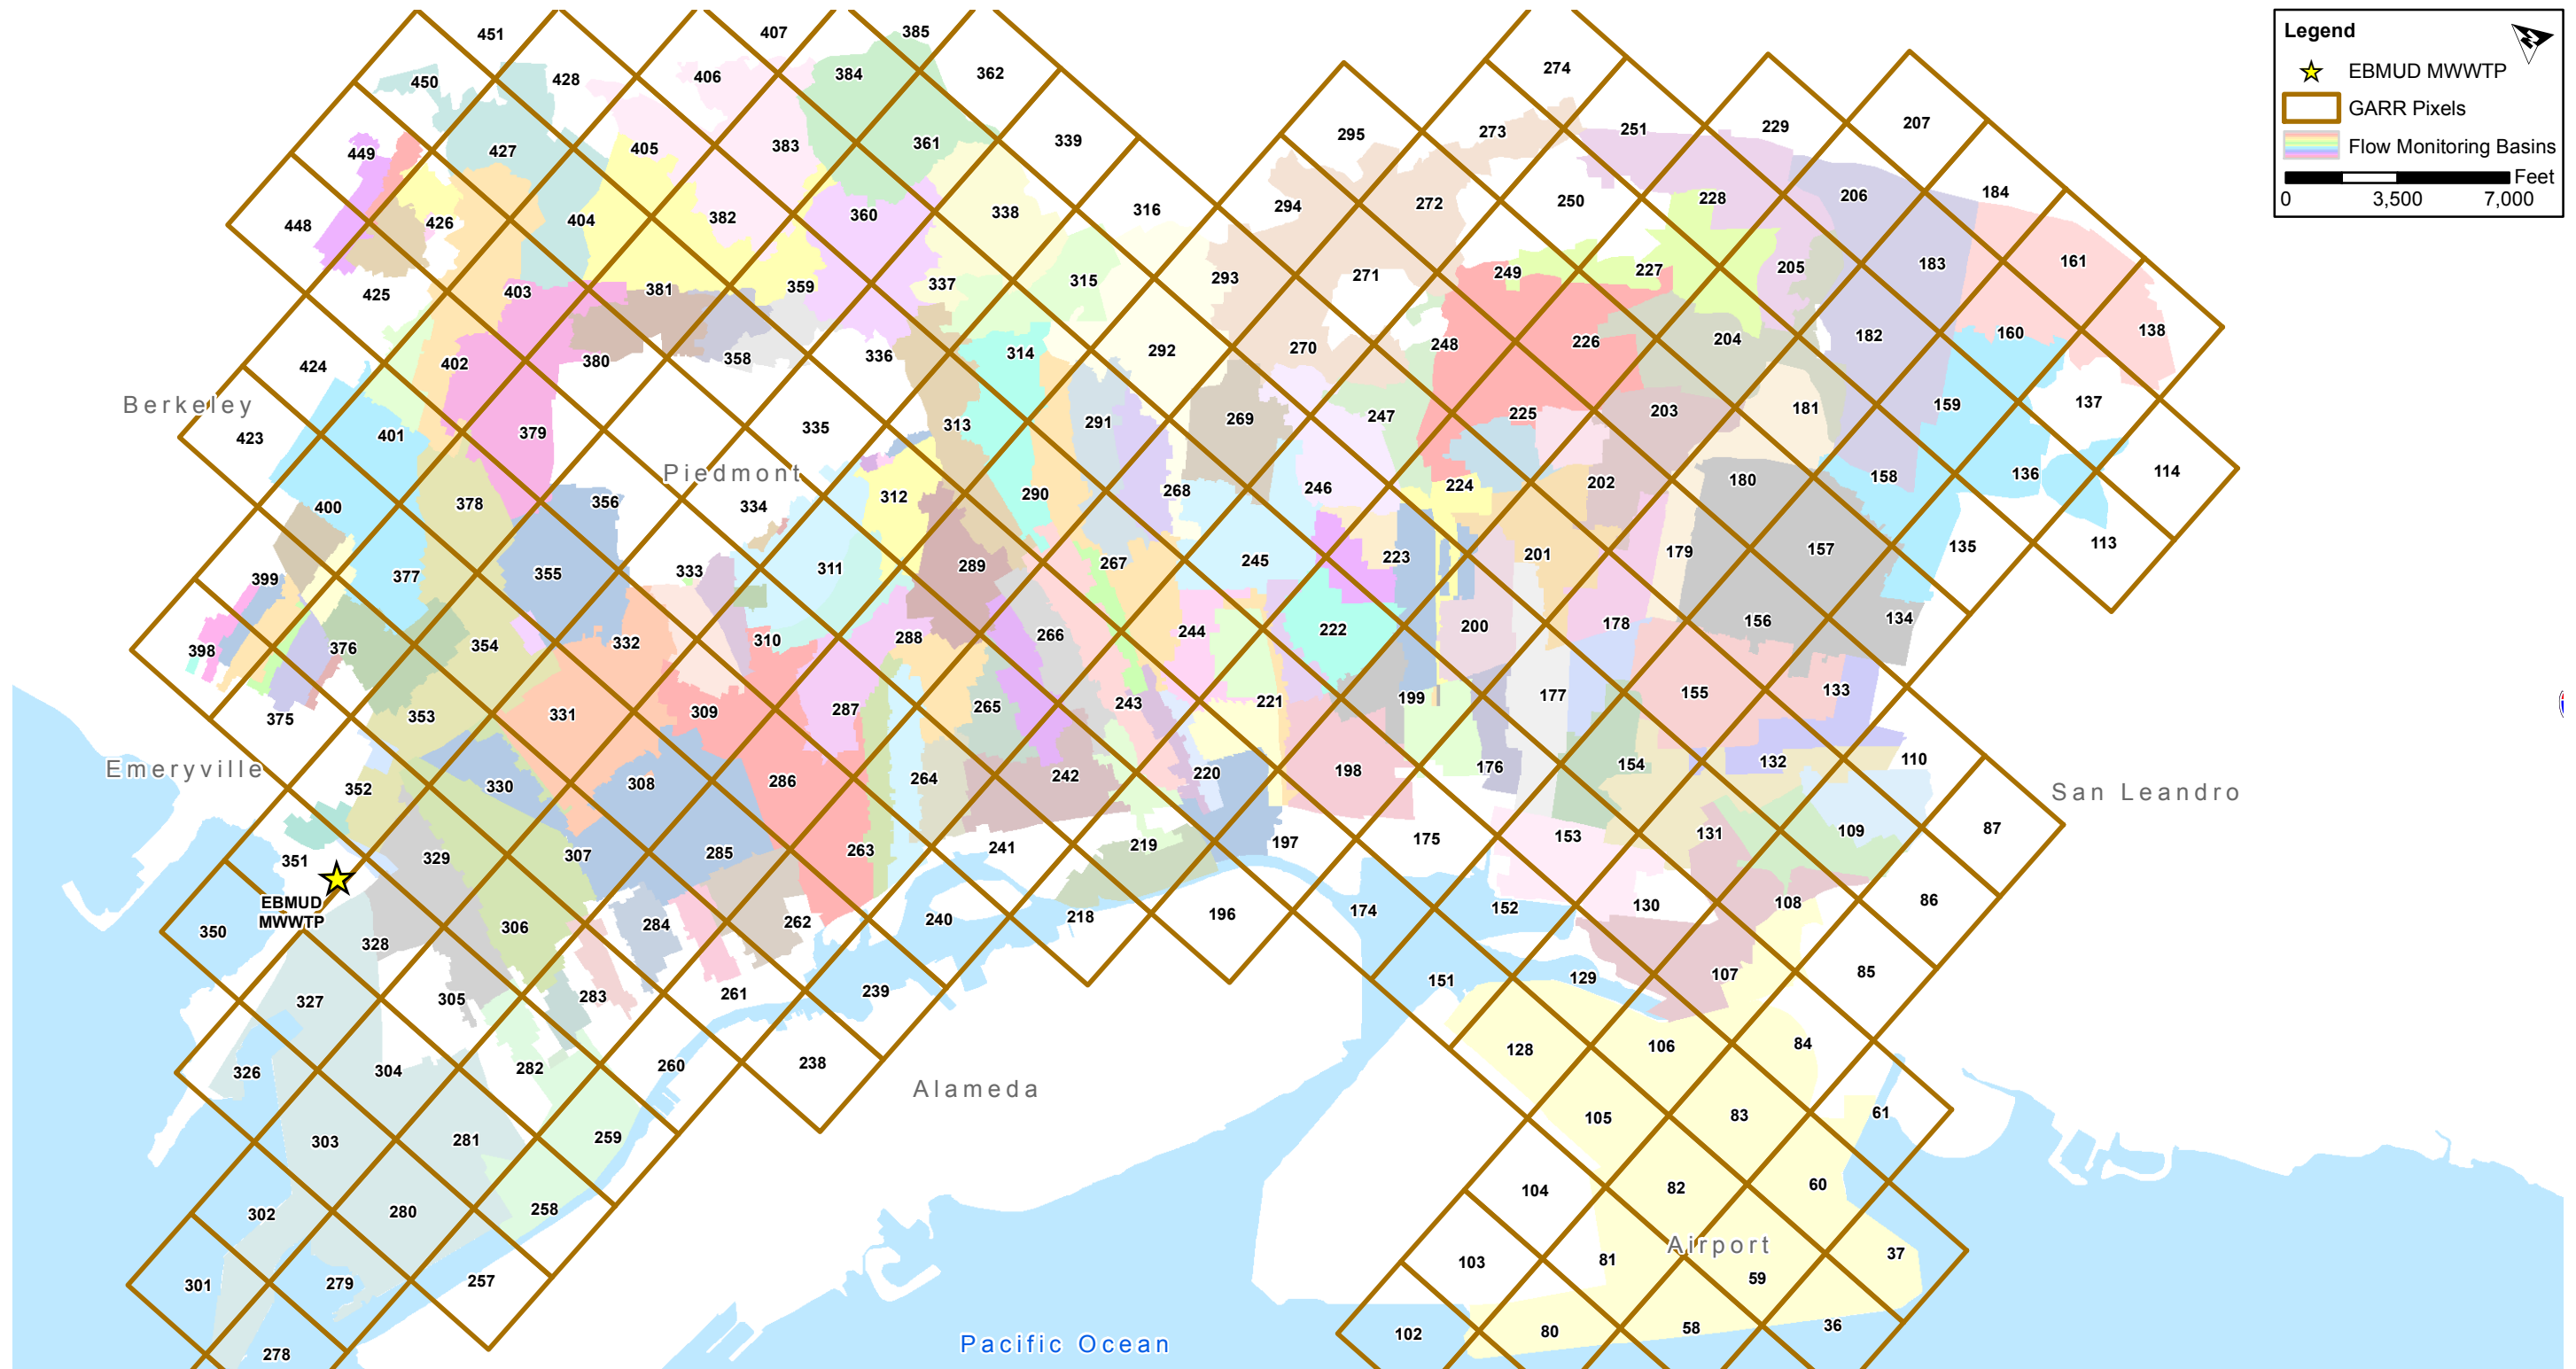 Legend
N
EBMUD MWWTP
GARR Pixels
Flow Monitoring Basins
Feet
0 3,500 7,000
451 407 385
450 428 406 384 362 274
449 427 405 383 361 339 295 273 251 229 207
448 426 404 382 360 338 316 294 272 250 228 206 184
425 403 381 359 337 315 293 271 249 227 205 183 161
424 402 380 358 336 314 292 270 248 226 204 182 160 138
Berkeley
423 401 379 335 313 291 269 247 225 203 181 159 137
Piedmont
400 378 356 334 312 290 268 246 224 202 180 158 136 114
399 377 355 333 311 289 267 245 223 201 179 157 135 113
398 376 354 332 310 288 266 244 222 200 178 156 134
375 353 331 309 287 265 243 221 199 177 155 133
Emeryville
352 330 308 286 264 242 220 198 176 154 132 110
San Leandro
351 329 307 285 263 241 219 197 175 153 131 109 87
EBMUD
MWWTP
350 328 306 284 262 240 218 196 174 152 130 108 86
327 305 283 261 239 151 129 107 85
326 304 282 260 238 128 106 84
Alameda
303 281 259 105 83 61
302 280 258 104 82 60
Airport
301 279 257 103 81 59 37
278 102 80 58 36
Pacific Ocean